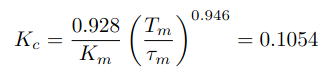 K_c = \frac{0.928}{K_m} \left( \frac{T_m}{\tau_m} \right)^{0.946} = 0.1054